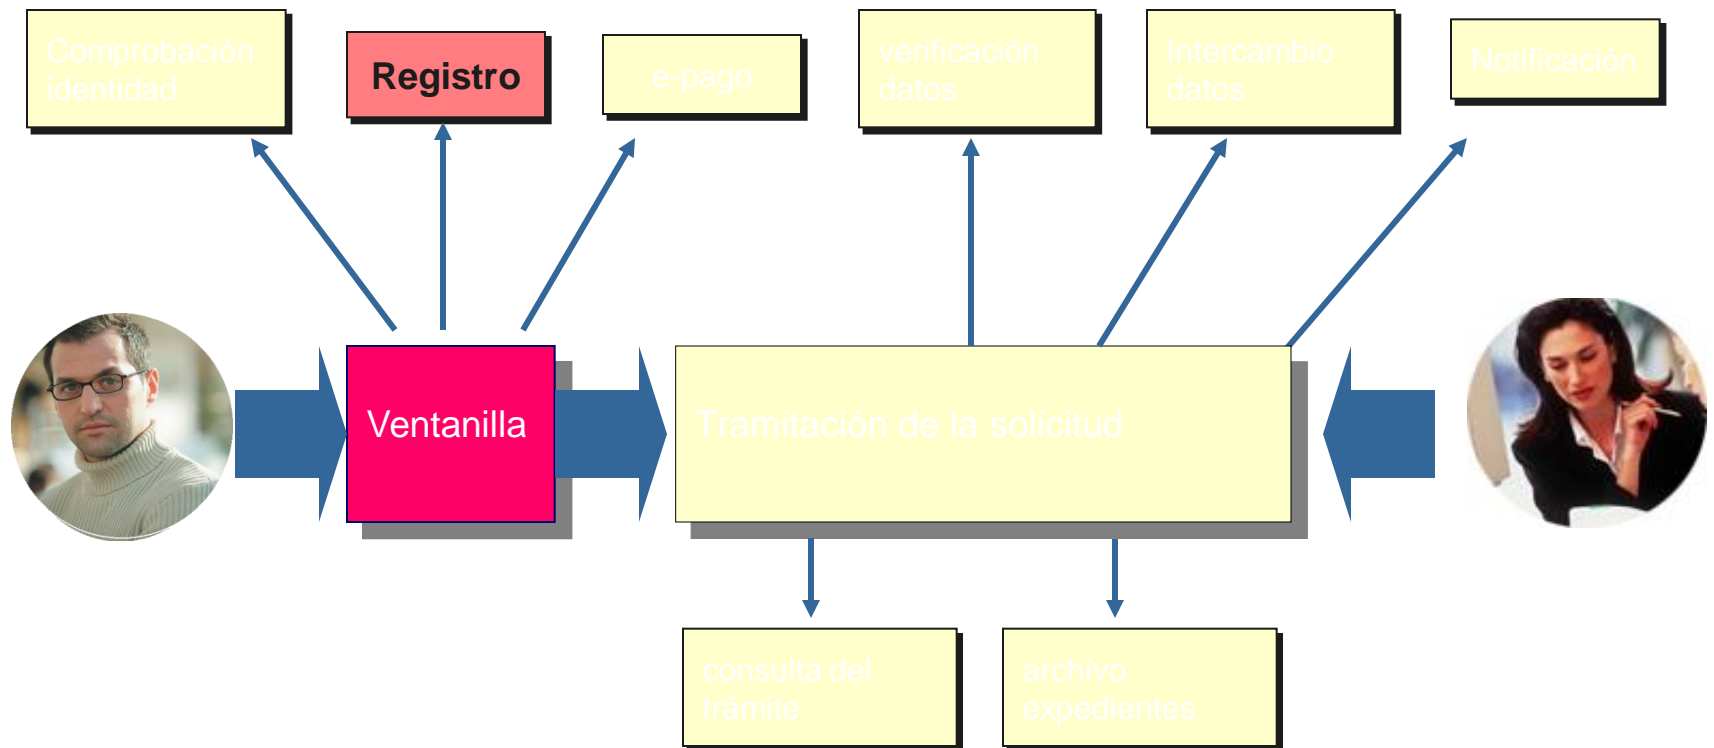 Comprobación
identidad
Registro
e-pago
verificación
datos
Intercambio
datos
Notificación
Ventanilla
Tramitación de la solicitud
consulta del
trámite
archivo
expedientes